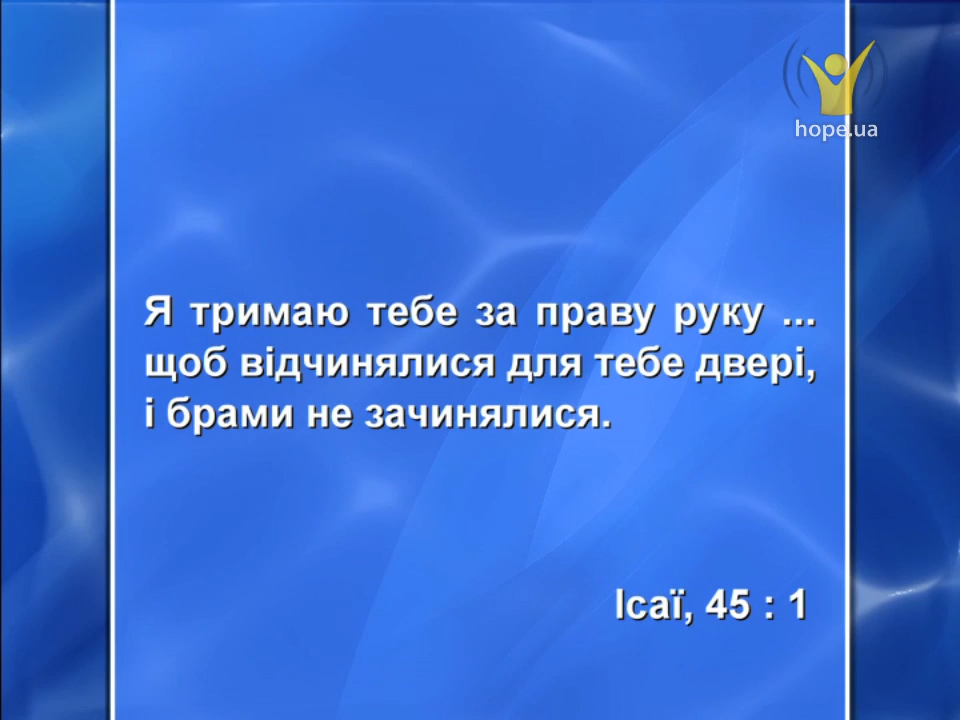 hope.ua
Я тримаю тебе за праву руку ...
щоб відчинялися для тебе двері,
і брами не зачинялися.
Ісаї, 45 : 1